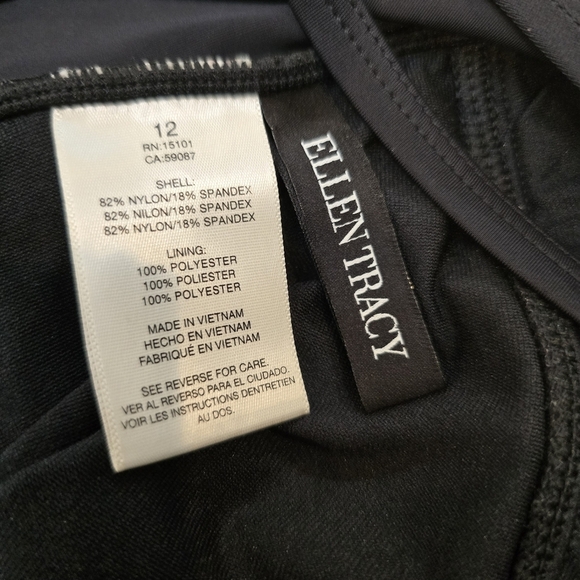 12
RN:15101
CA:59087
SHELL:
82% NYLON/18% SPANDEX
82% NILON/18% SPANDEX
82% NYLON/18% SPANDEX
LINING:
100% POLYESTER
100% POLIESTER
100% POLYESTER
MADE IN VIETNAM
HECHO EN VIETNAM
FABRIQUÉ EN VIETNAM
SEE REVERSE FOR CARE.
VER AL REVERSO PARA EL CIUDADO.
VOIR LES INSTRUCTIONS DENTRETIEN
AU DOS.
ELLEN TRACY